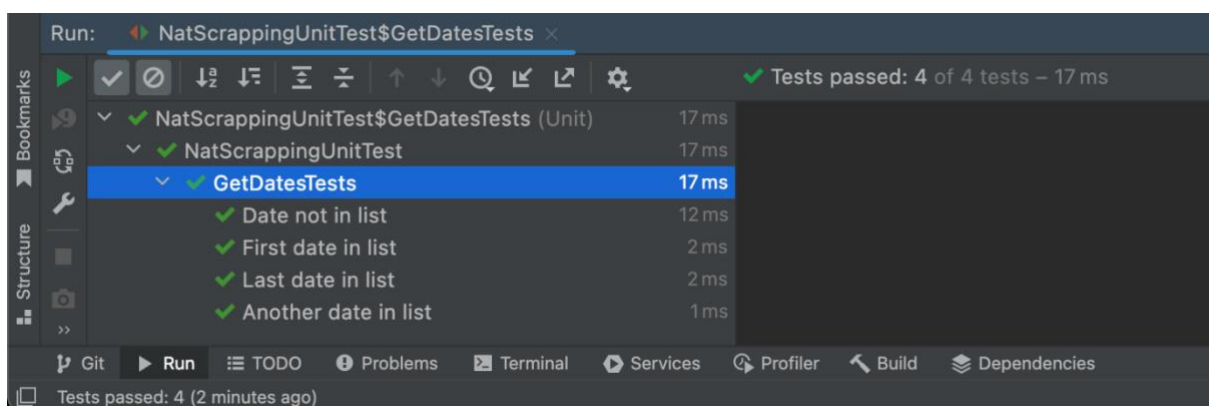 Run: NatScrappingUnitTest$GetDatesTests
Tests passed: 4 of 4 tests – 17 ms
NatScrappingUnitTest$GetDatesTests (Unit) 17 ms
NatScrappingUnitTest 17 ms
GetDatesTests 17 ms
Date not in list 12 ms
First date in list 2 ms
Last date in list 2 ms
Another date in list 1 ms
Bookmarks
Structure
Git Run TODO Problems Terminal Services Profiler Build Dependencies
Tests passed: 4 (2 minutes ago)